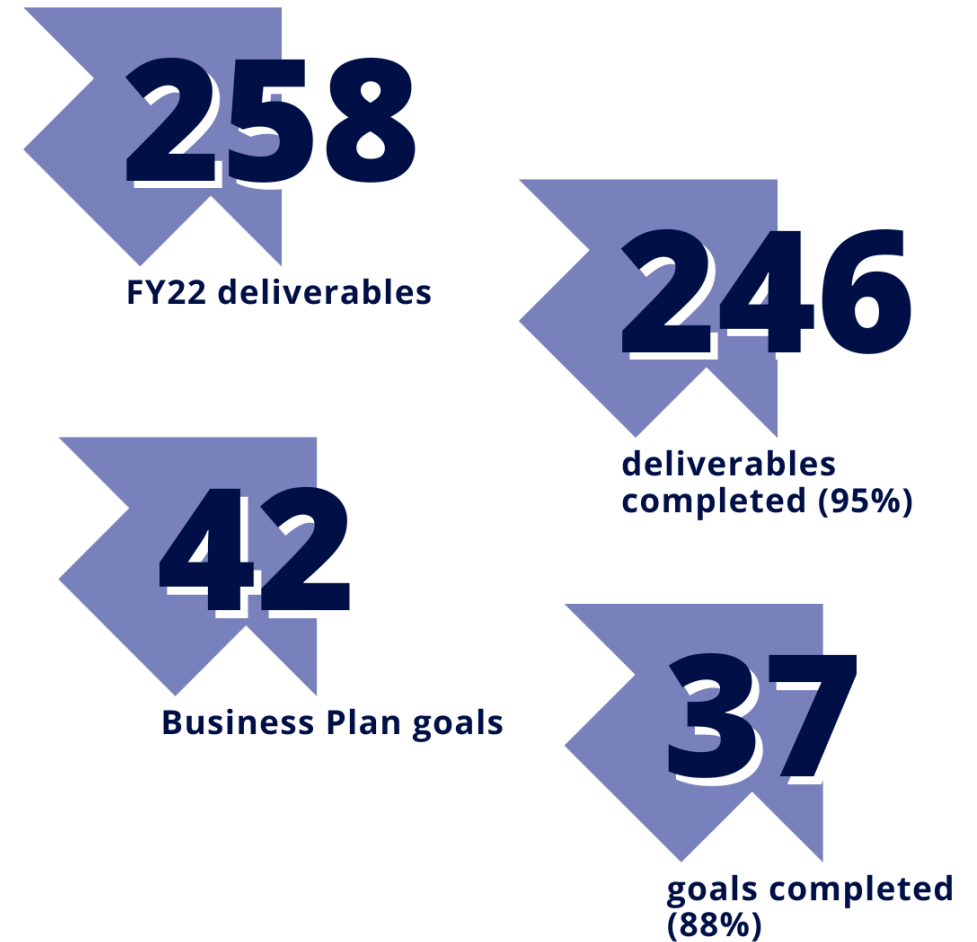 258
FY22 deliverables
246
deliverables
completed (95%)
42
Business Plan goals
37
goals completed
(88%)